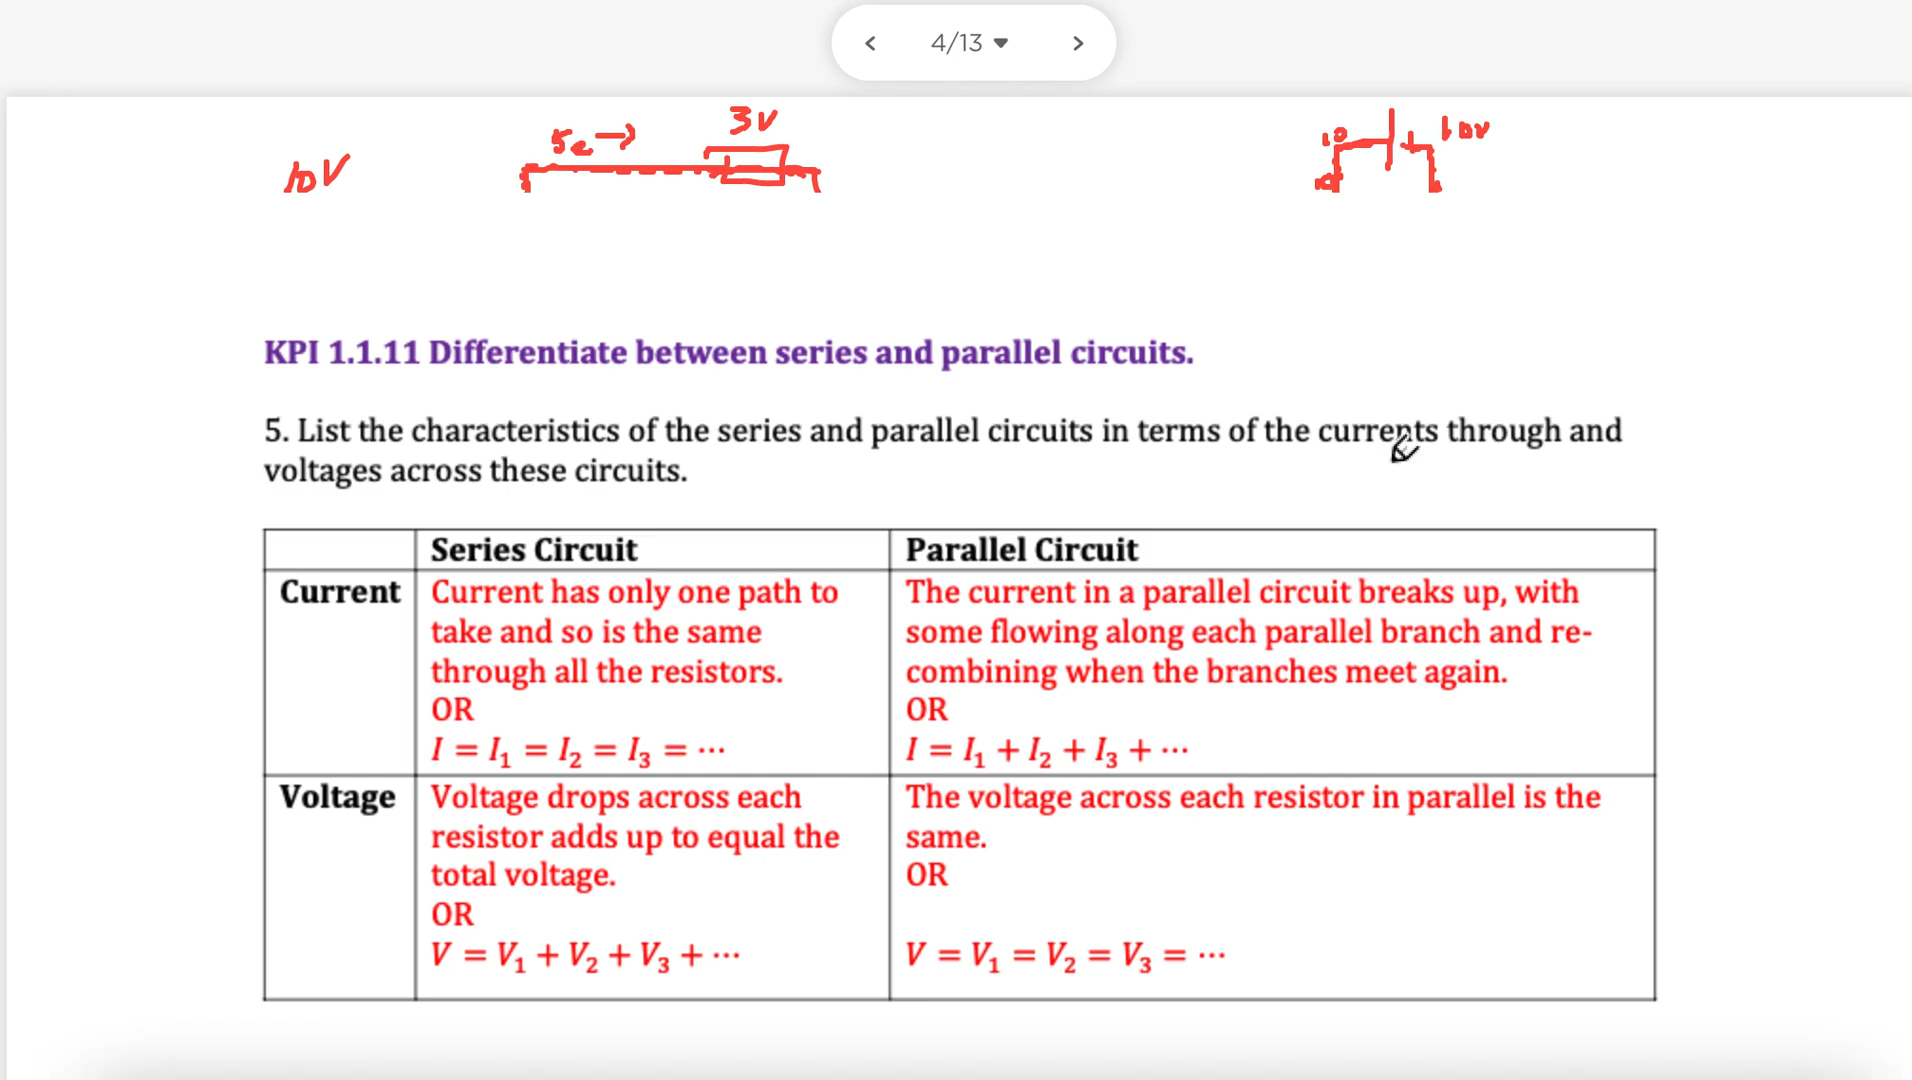 4/13
3V
5e →
10V
10V
KPI 1.1.11 Differentiate between series and parallel circuits.
5. List the characteristics of the series and parallel circuits in terms of the currents through and
voltages across these circuits.
Series Circuit
Parallel Circuit
Current
Current has only one path to
take and so is the same
through all the resistors.
OR
I = I₁ = I₂ = I₃ = ⋯
The current in a parallel circuit breaks up, with
some flowing along each parallel branch and re-
combining when the branches meet again.
OR
I = I₁ + I₂ + I₃ + ⋯
Voltage
Voltage drops across each
resistor adds up to equal the
total voltage.
OR
V = V₁ + V₂ + V₃ + ⋯
The voltage across each resistor in parallel is the
same.
OR
V = V₁ = V₂ = V₃ = ⋯